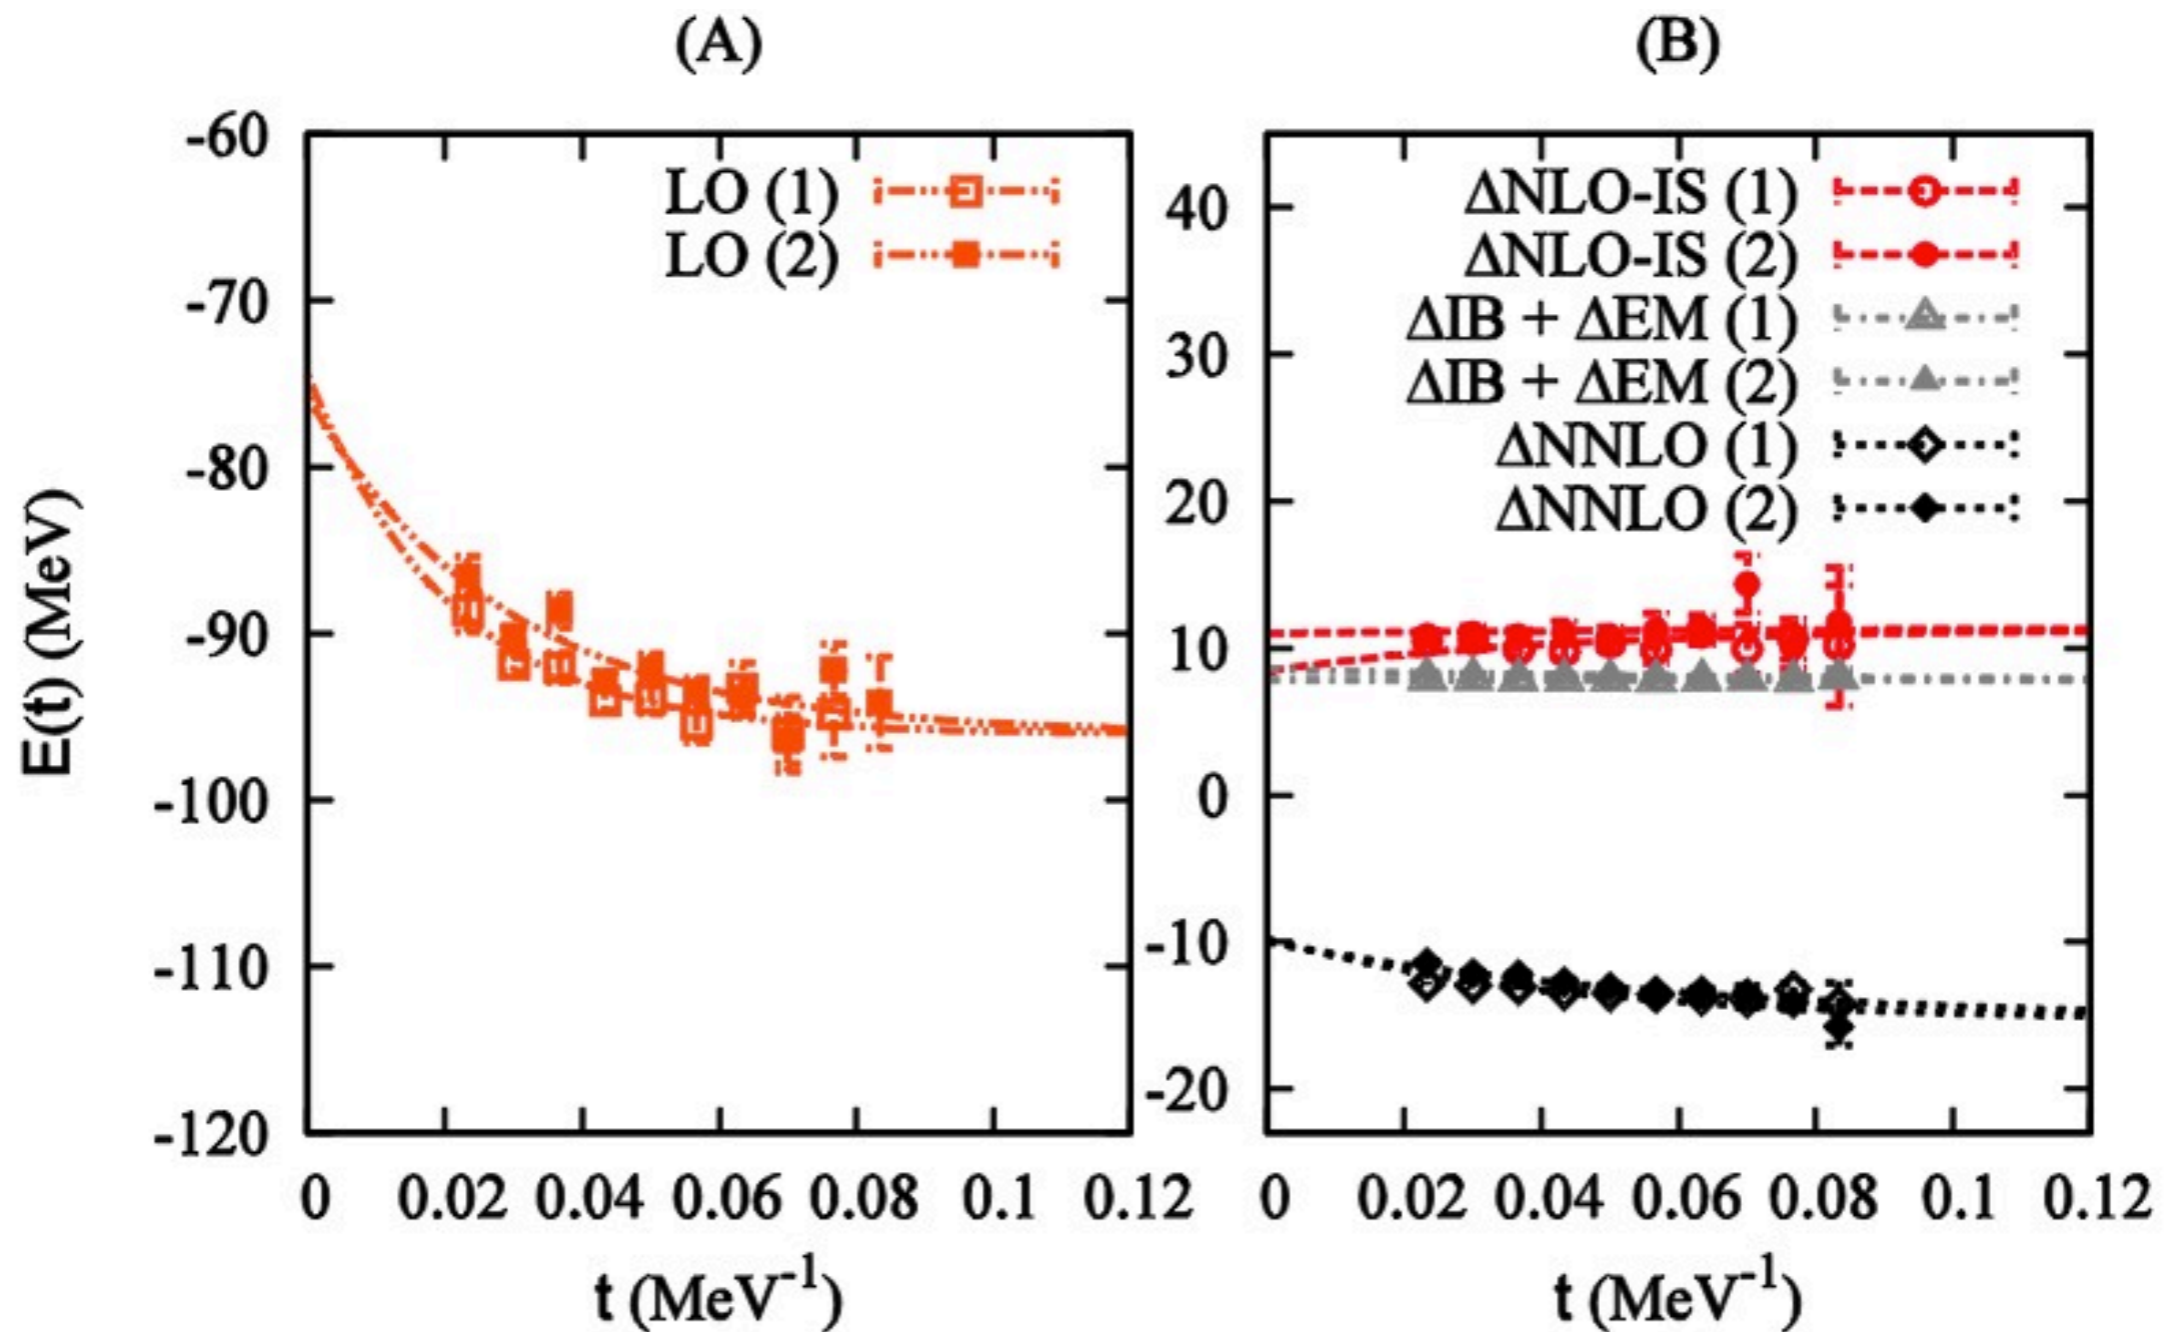 (A)
(B)
E(t) (MeV)
-60
-70
-80
-90
-100
-110
-120
LO (1)
LO (2)
0 0.02 0.04 0.06 0.08 0.1 0.12
t (MeV⁻¹)
40
30
20
10
0
-10
-20
ΔNLO-IS (1)
ΔNLO-IS (2)
ΔIB + ΔEM (1)
ΔIB + ΔEM (2)
ΔNNLO (1)
ΔNNLO (2)
0 0.02 0.04 0.06 0.08 0.1 0.12
t (MeV⁻¹)